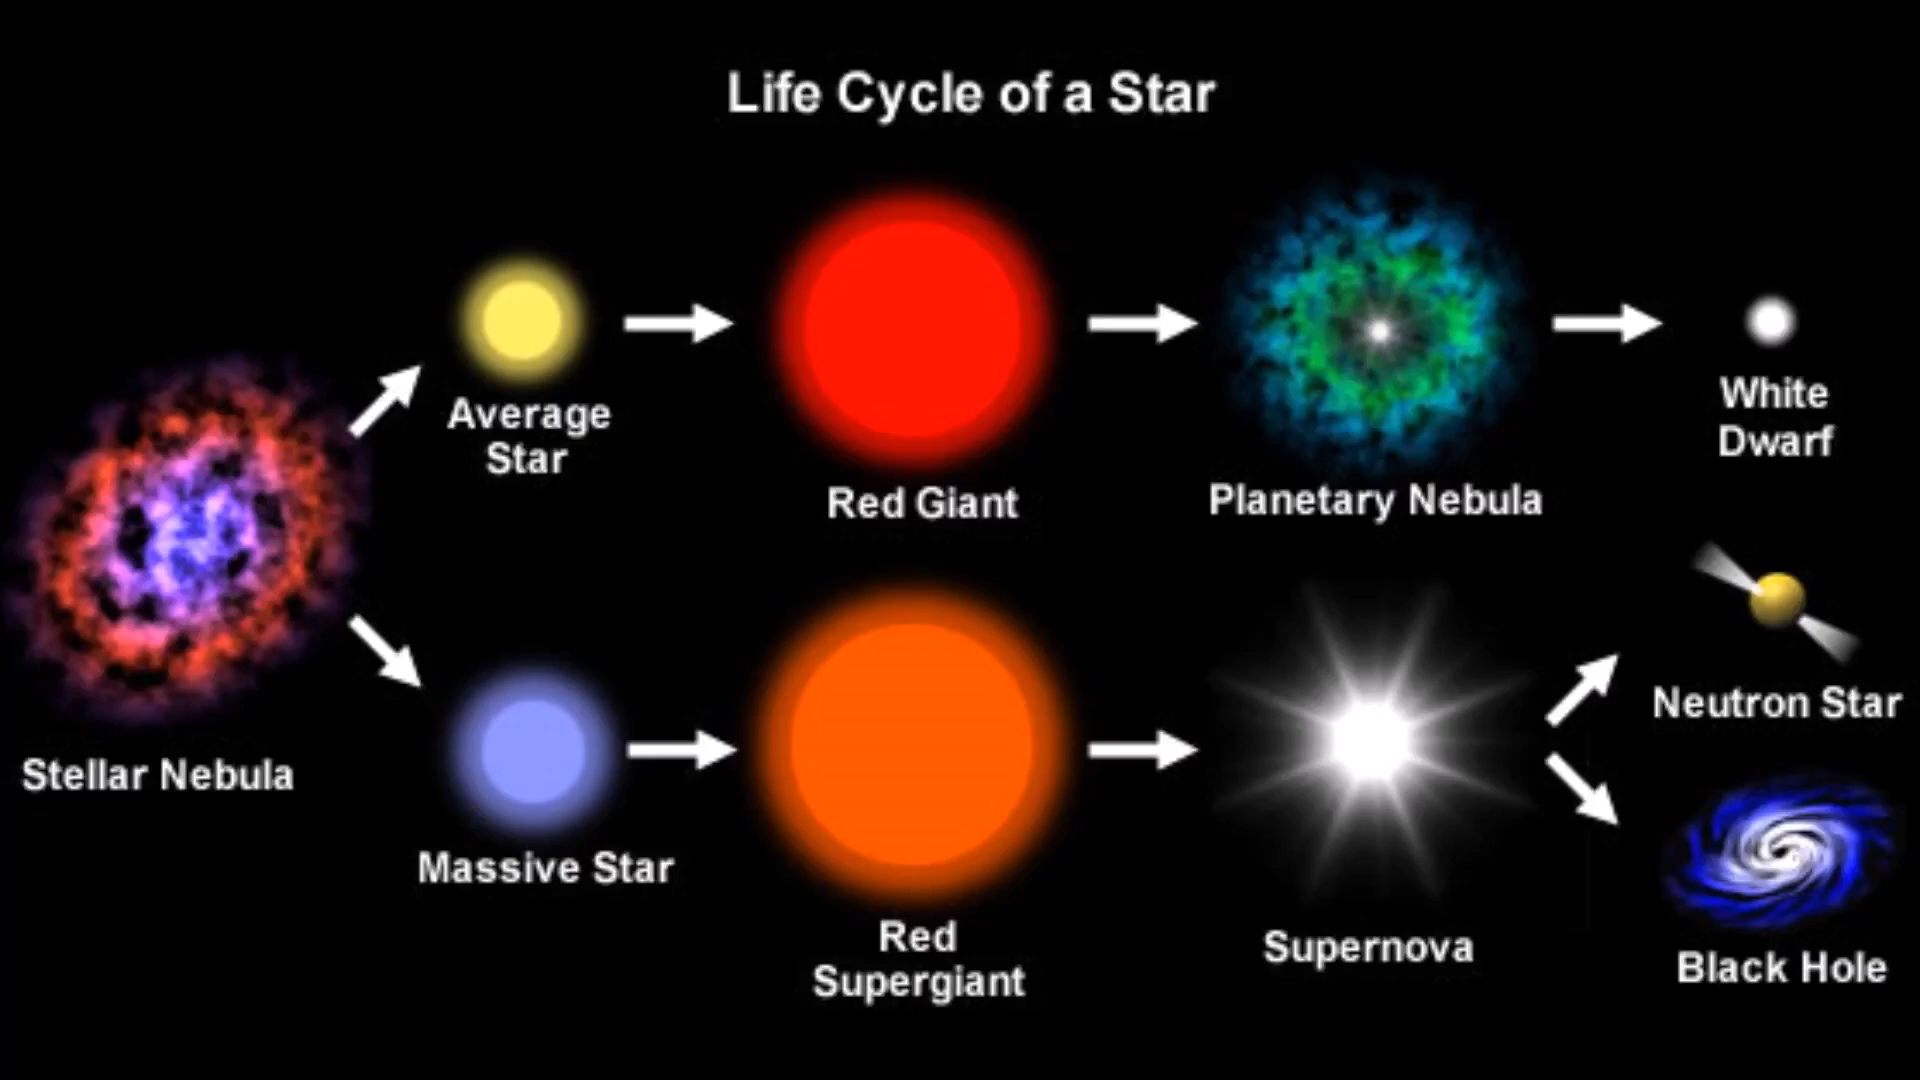 Life Cycle of a Star
Average
Star
Red Giant
Planetary Nebula
White
Dwarf
Stellar Nebula
Massive Star
Red
Supergiant
Supernova
Neutron Star
Black Hole